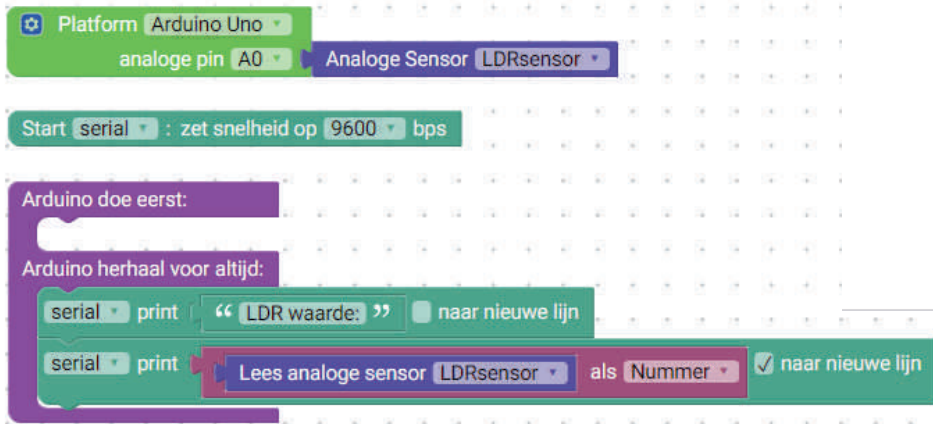 Platform Arduino Uno
analoge pin A0 Analoge Sensor LDRsensor
Start serial : zet snelheid op 9600 bps
Arduino doe eerst:
Arduino herhaal voor altijd:
serial print “ LDR waarde: ” naar nieuwe lijn
serial print Lees analoge sensor LDRsensor als Nummer naar nieuwe lijn